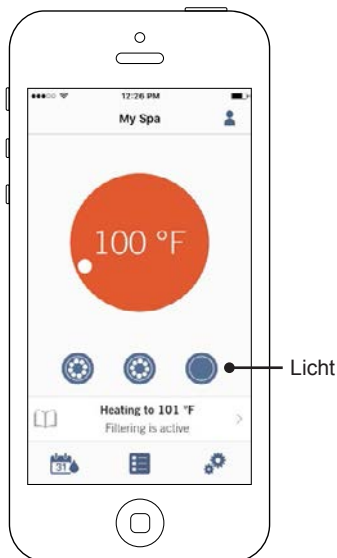 12:26 PM
My Spa
100 °F
Licht
Heating to 101 °F
Filtering is active
31